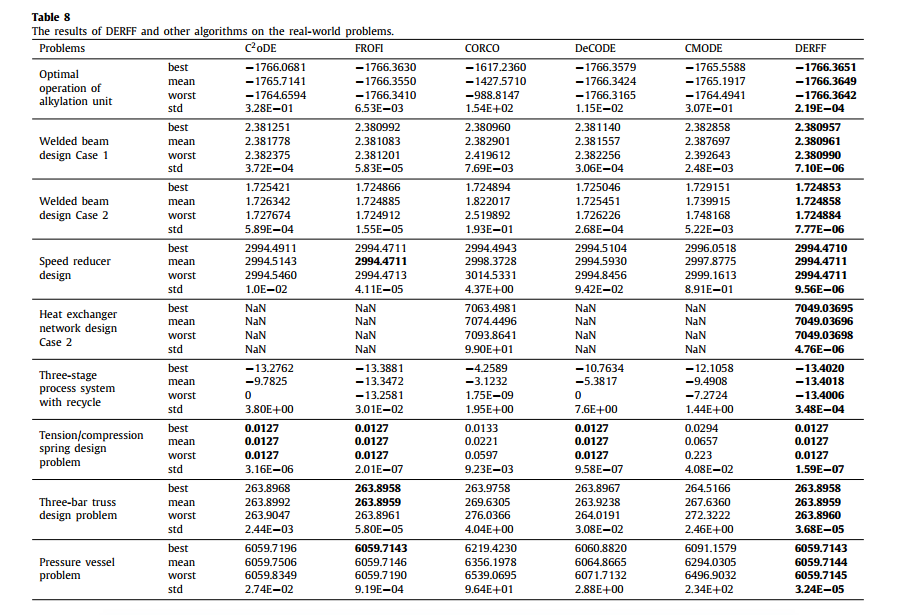 Table 8
The results of DERFF and other algorithms on the real-world problems.
Problems C²oDE FROFI CORCO DeCODE CMODE DERFF
Optimal operation of alkylation unit best −1766.0681 −1766.3630 −1617.2360 −1766.3579 −1765.5588 −1766.3651
mean −1765.7141 −1766.3550 −1427.5710 −1766.3424 −1765.1917 −1766.3649
worst −1764.6594 −1766.3410 −988.8147 −1766.3165 −1764.4941 −1766.3642
std 3.28E−01 6.53E−03 1.54E+02 1.15E−02 3.07E−01 2.19E−04
Welded beam design Case 1 best 2.381251 2.380992 2.380960 2.381140 2.382858 2.380957
mean 2.381778 2.381083 2.382901 2.381557 2.387697 2.380961
worst 2.382375 2.381201 2.419612 2.382256 2.392643 2.380990
std 3.72E−04 5.83E−05 7.69E−03 3.06E−04 2.48E−03 7.10E−06
Welded beam design Case 2 best 1.725421 1.724866 1.724894 1.725046 1.729151 1.724853
mean 1.726342 1.724885 1.822017 1.725451 1.739915 1.724858
worst 1.727674 1.724912 2.519892 1.726226 1.748168 1.724884
std 5.89E−04 1.55E−05 1.93E−01 2.68E−04 5.22E−03 7.77E−06
Speed reducer design best 2994.4911 2994.4711 2994.4943 2994.5104 2996.0518 2994.4710
mean 2994.5143 2994.4711 2998.3728 2994.5930 2997.8775 2994.4711
worst 2994.5460 2994.4713 3014.5331 2994.8456 2999.1613 2994.4711
std 1.0E−02 4.11E−05 4.37E+00 9.42E−02 8.91E−01 9.56E−06
Heat exchanger network design Case 2 best NaN NaN 7063.4981 NaN NaN 7049.03695
mean NaN NaN 7074.4496 NaN NaN 7049.03696
worst NaN NaN 7093.8641 NaN NaN 7049.03698
std NaN NaN 9.90E+01 NaN NaN 4.76E−06
Three-stage process system with recycle best −13.2762 −13.3881 −4.2589 −10.7634 −12.1058 −13.4020
mean −9.7825 −13.3472 −3.1232 −5.3817 −9.4908 −13.4018
worst 0 −13.2581 1.75E−09 0 −7.2724 −13.4006
std 3.80E+00 3.01E−02 1.95E+00 7.6E+00 1.44E+00 3.48E−04
Tension/compression spring design problem best 0.0127 0.0127 0.0133 0.0127 0.0294 0.0127
mean 0.0127 0.0127 0.0221 0.0127 0.0657 0.0127
worst 0.0127 0.0127 0.0597 0.0127 0.223 0.0127
std 3.16E−06 2.01E−07 9.23E−03 9.58E−07 4.08E−02 1.59E−07
Three-bar truss design problem best 263.8968 263.8958 263.9758 263.8967 264.5166 263.8958
mean 263.8992 263.8959 269.6305 263.9238 267.6360 263.8959
worst 263.9047 263.8961 276.0366 264.0191 272.3222 263.8960
std 2.44E−03 5.80E−05 4.04E+00 3.08E−02 2.46E+00 3.68E−05
Pressure vessel problem best 6059.7196 6059.7143 6219.4230 6060.8820 6091.1579 6059.7143
mean 6059.7506 6059.7146 6356.1978 6064.8665 6294.0305 6059.7144
worst 6059.8349 6059.7190 6539.0695 6071.7132 6496.9032 6059.7145
std 2.74E−02 9.19E−04 9.64E+01 2.88E+00 2.34E+02 3.24E−05